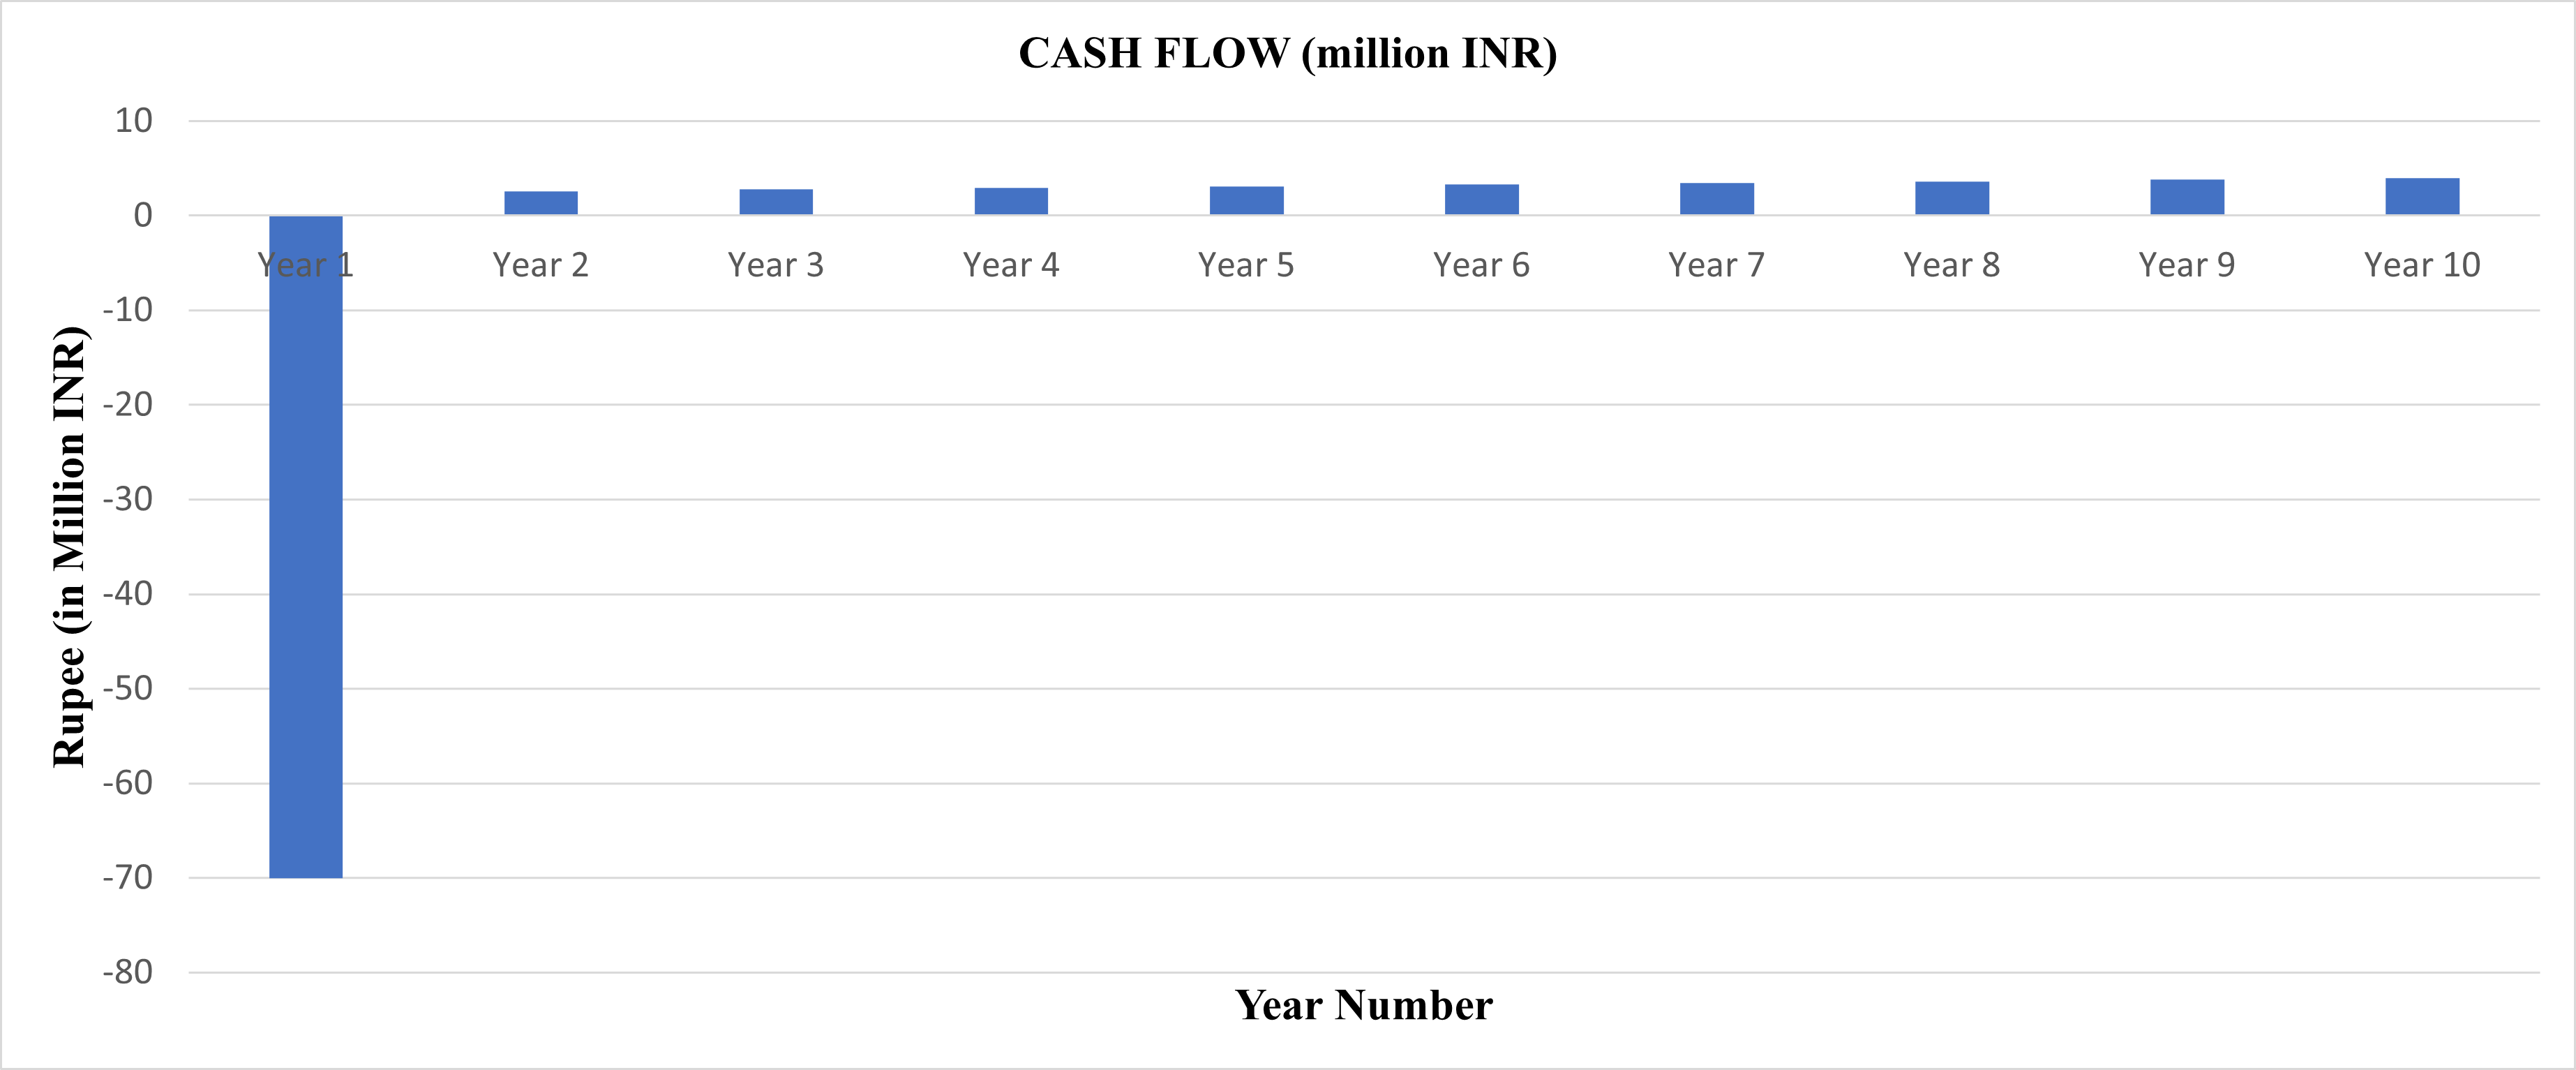 CASH FLOW (million INR)
10
0
-10
-20
-30
-40
-50
-60
-70
-80
Rupee (in Million INR)
Year 1 Year 2 Year 3 Year 4 Year 5 Year 6 Year 7 Year 8 Year 9 Year 10
Year Number